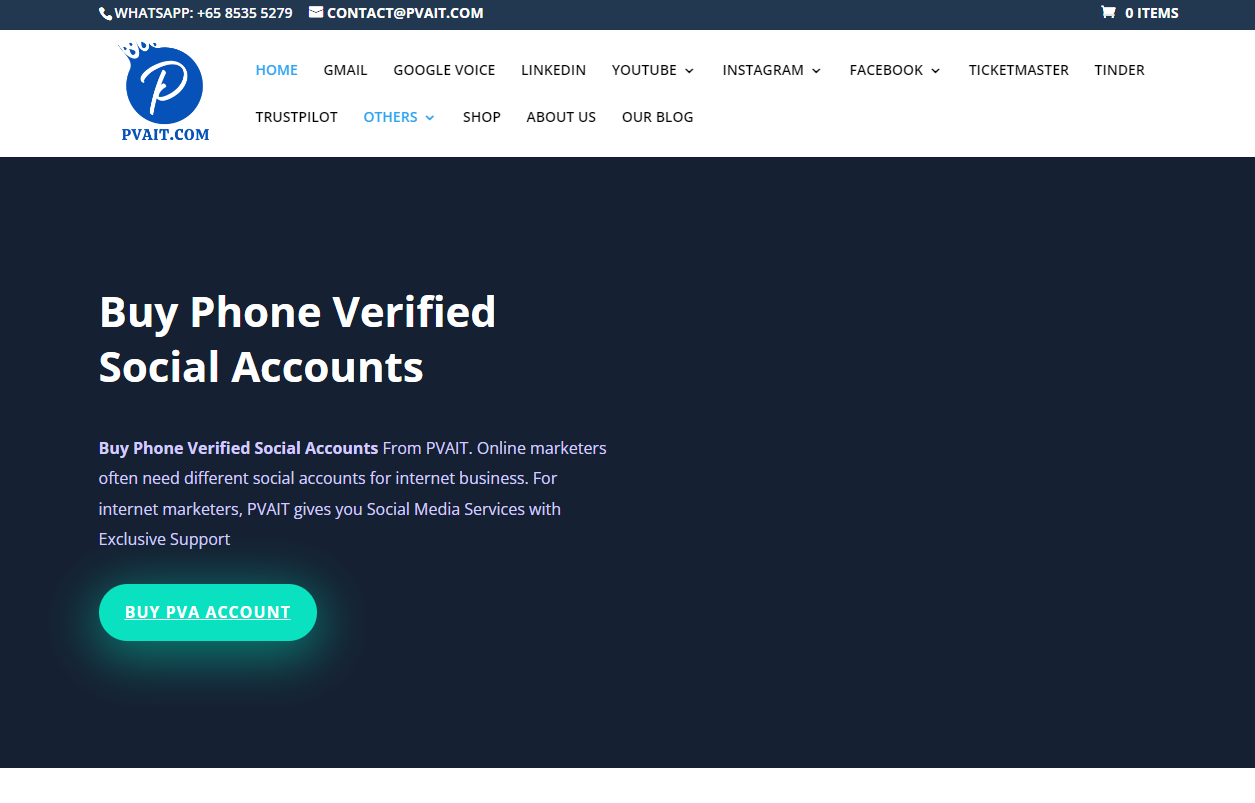 WHATSAPP: +65 8535 5279 CONTACT@PVAIT.COM 0 ITEMS
PVAIT.COM
HOME GMAIL GOOGLE VOICE LINKEDIN YOUTUBE INSTAGRAM FACEBOOK TICKETMASTER TINDER
TRUSTPILOT OTHERS SHOP ABOUT US OUR BLOG
Buy Phone Verified
Social Accounts
Buy Phone Verified Social Accounts From PVAIT. Online marketers
often need different social accounts for internet business. For
internet marketers, PVAIT gives you Social Media Services with
Exclusive Support
BUY PVA ACCOUNT